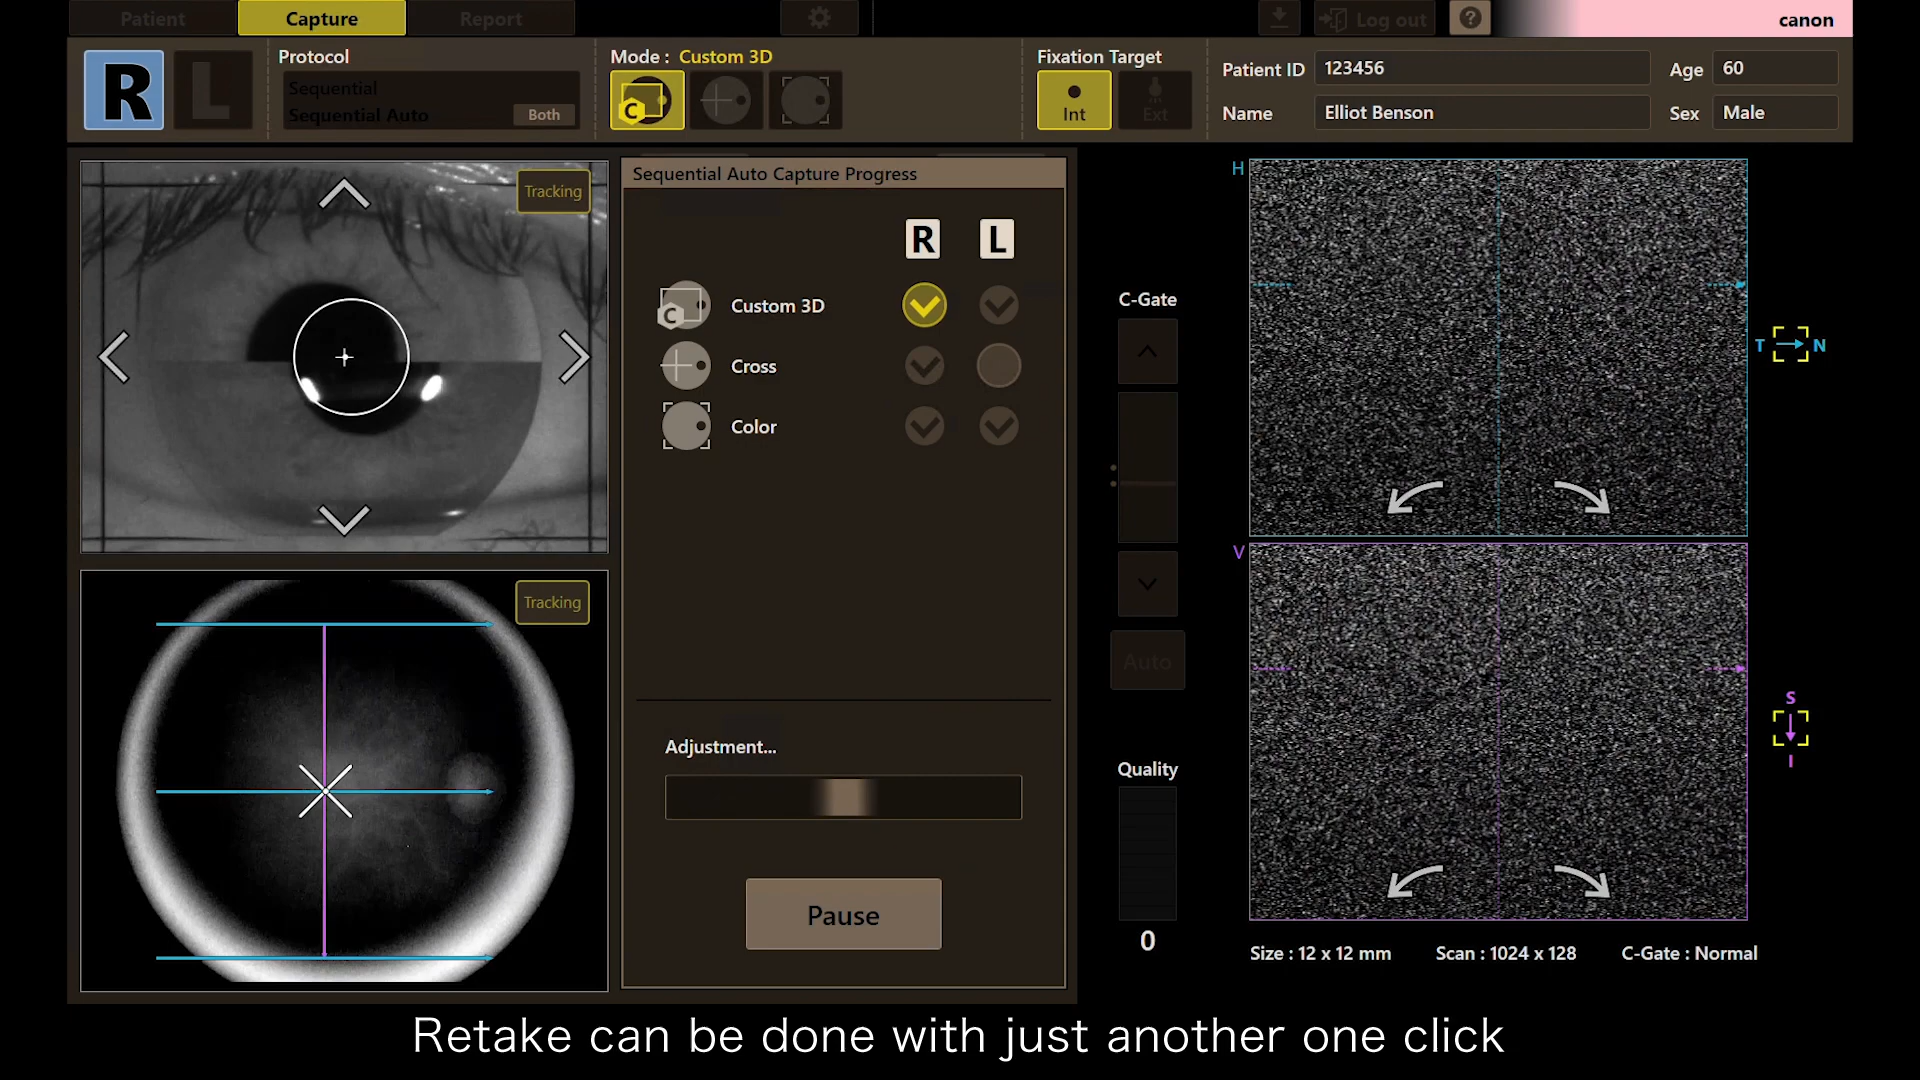 Patient
Capture
Report
Log out
?
canon
R
L
Protocol
Sequential
Sequential Auto
Both
Mode : Custom 3D
C
Fixation Target
Int
Ext
Patient ID 123456
Age 60
Name Elliot Benson
Sex Male
Tracking
Tracking
Sequential Auto Capture Progress
R L
C Custom 3D
Cross
Color
Adjustment...
Pause
C-Gate
Auto
Quality
0
H
T N
V
S
I
Size : 12 x 12 mm Scan : 1024 x 128 C-Gate : Normal
Retake can be done with just another one click